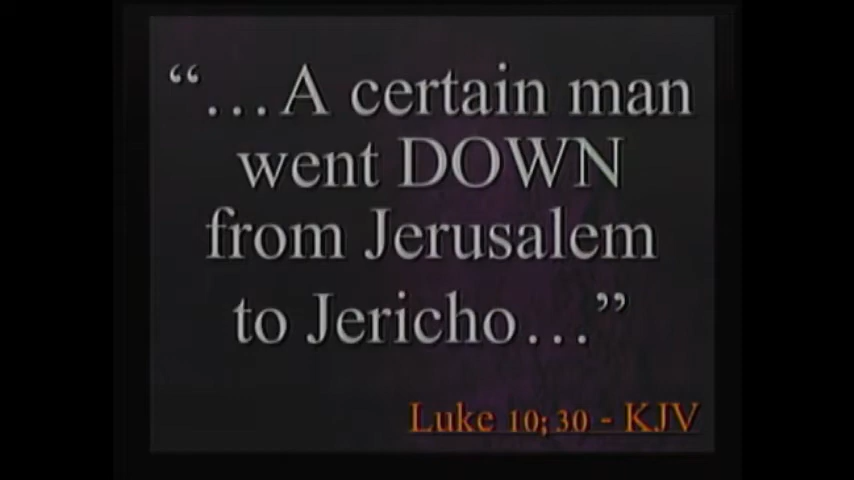 “...A certain man
went DOWN
from Jerusalem
to Jericho...”
Luke 10; 30 - KJV